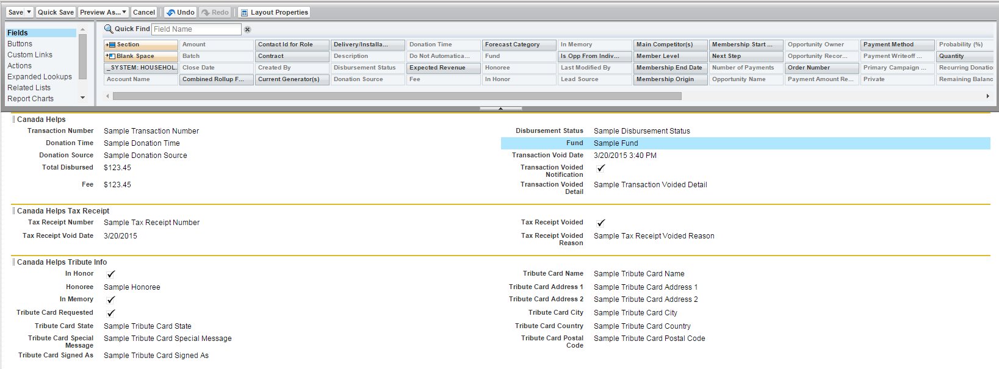 Save Quick Save Preview As... Cancel Undo Redo Layout Properties
Fields
Buttons
Custom Links
Actions
Expanded Lookups
Related Lists
Report Charts
Quick Find Field Name
Section Amount Contact Id for Role Delivery/Installa... Donation Time Forecast Category In Memory Main Competitor(s) Membership Start ... Opportunity Owner Payment Method Probability (%)
Blank Space Batch Contract Description Do Not Automatica... Fund Is Opp From Indiv... Member Level Next Step Opportunity Recor... Payment Writeoff ... Quantity
_SYSTEM: HOUSEHOL. Close Date Created By Disbursement Status Expected Revenue Honoree Last Modified By Membership End Date Number of Payments Order Number Primary Campaign ... Recurring Donatio
Account Name Combined Rollup F... Current Generator(s) Donation Source Fee In Honor Lead Source Membership Origin Opportunity Name Payment Amount Re... Private Remaining Balanc
Canada Helps
Transaction Number Sample Transaction Number Disbursement Status Sample Disbursement Status
Donation Time Sample Donation Time Fund Sample Fund
Donation Source Sample Donation Source Transaction Void Date 3/20/2015 3:40 PM
Total Disbursed $123.45 Transaction Voided
Notification
Fee $123.45 Transaction Voided Sample Transaction Voided Detail
Detail
Canada Helps Tax Receipt
Tax Receipt Number Sample Tax Receipt Number Tax Receipt Voided
Tax Receipt Void Date 3/20/2015 Tax Receipt Voided Sample Tax Receipt Voided Reason
Reason
Canada Helps Tribute Info
In Honor Tribute Card Name Sample Tribute Card Name
Honoree Sample Honoree Tribute Card Address 1 Sample Tribute Card Address 1
In Memory Tribute Card Address 2 Sample Tribute Card Address 2
Tribute Card Requested Tribute Card City Sample Tribute Card City
Tribute Card State Sample Tribute Card State Tribute Card Country Sample Tribute Card Country
Tribute Card Special Sample Tribute Card Special Message Tribute Card Postal Sample Tribute Card Postal Code
Message Code
Tribute Card Signed As Sample Tribute Card Signed As